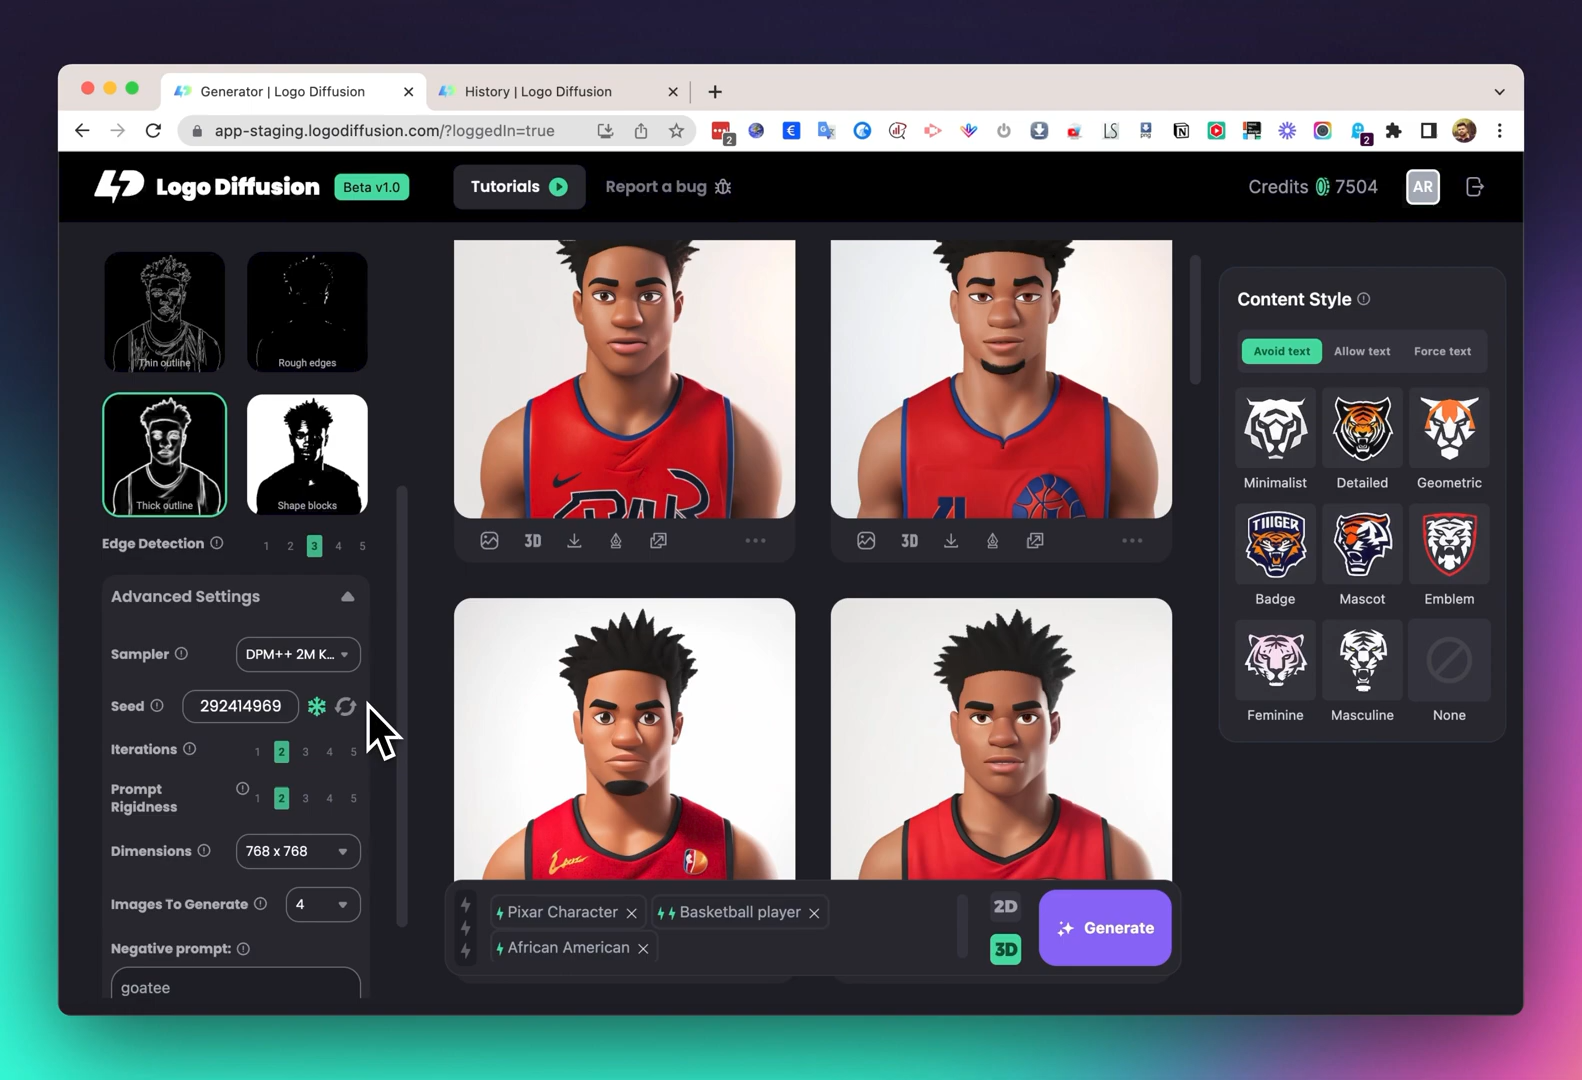 Generator | Logo Diffusion
History | Logo Diffusion
app-staging.logodiffusion.com/?loggedIn=true
2
LS
2
Logo Diffusion
Beta v1.0
Tutorials
Report a bug
Credits 7504
AR
Thin outline
Rough edges
Thick outline
Shape blocks
Edge Detection 1 2 3 4 5
Advanced Settings
Sampler DPM++ 2M K...
Seed 292414969
Iterations 1 2 3 4 5
Prompt
Rigidness
1 2 3 4 5
Dimensions 768 x 768
Images To Generate 4
Negative prompt:
goatee
3D
3D
Pixar Character
Basketball player
African American
2D
3D
Generate
Content Style
Avoid text Allow text Force text
Minimalist Detailed Geometric
TIIIGER
Badge Mascot Emblem
Feminine Masculine None